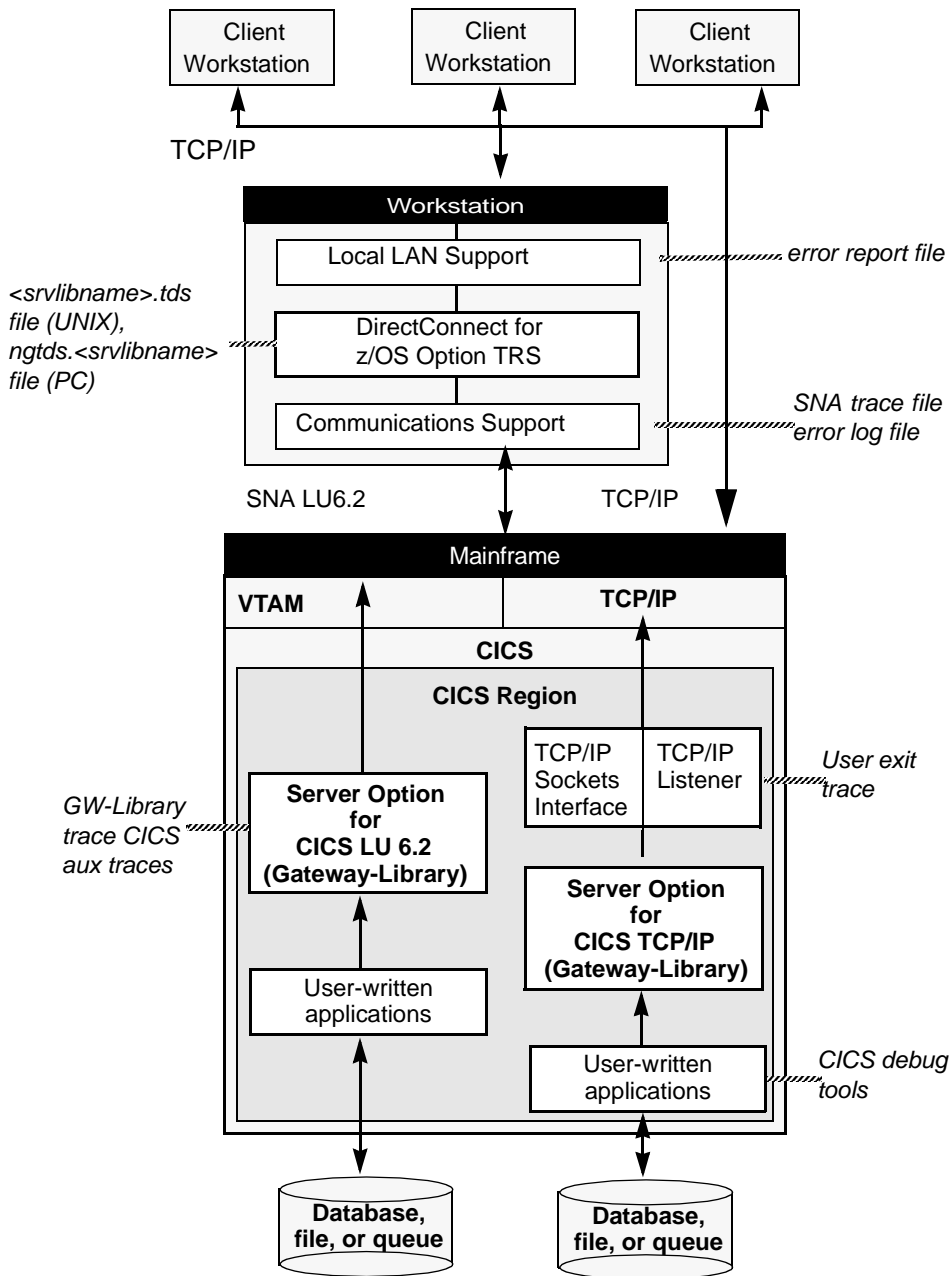 Client
Workstation
Client
Workstation
Client
Workstation
TCP/IP
Workstation
Local LAN Support
error report file
<srvlibname>.tds
file (UNIX),
ngtds.<srvlibname>
file (PC)
DirectConnect for
z/OS Option TRS
Communications Support
SNA trace file
error log file
SNA LU6.2
TCP/IP
Mainframe
VTAM
TCP/IP
CICS
CICS Region
TCP/IP
Sockets
Interface
TCP/IP
Listener
User exit
trace
GW-Library
trace CICS
aux traces
Server Option
for
CICS LU 6.2
(Gateway-Library)
Server Option
for
CICS TCP/IP
(Gateway-Library)
User-written
applications
User-written
applications
CICS debug
tools
Database,
file, or queue
Database,
file, or queue